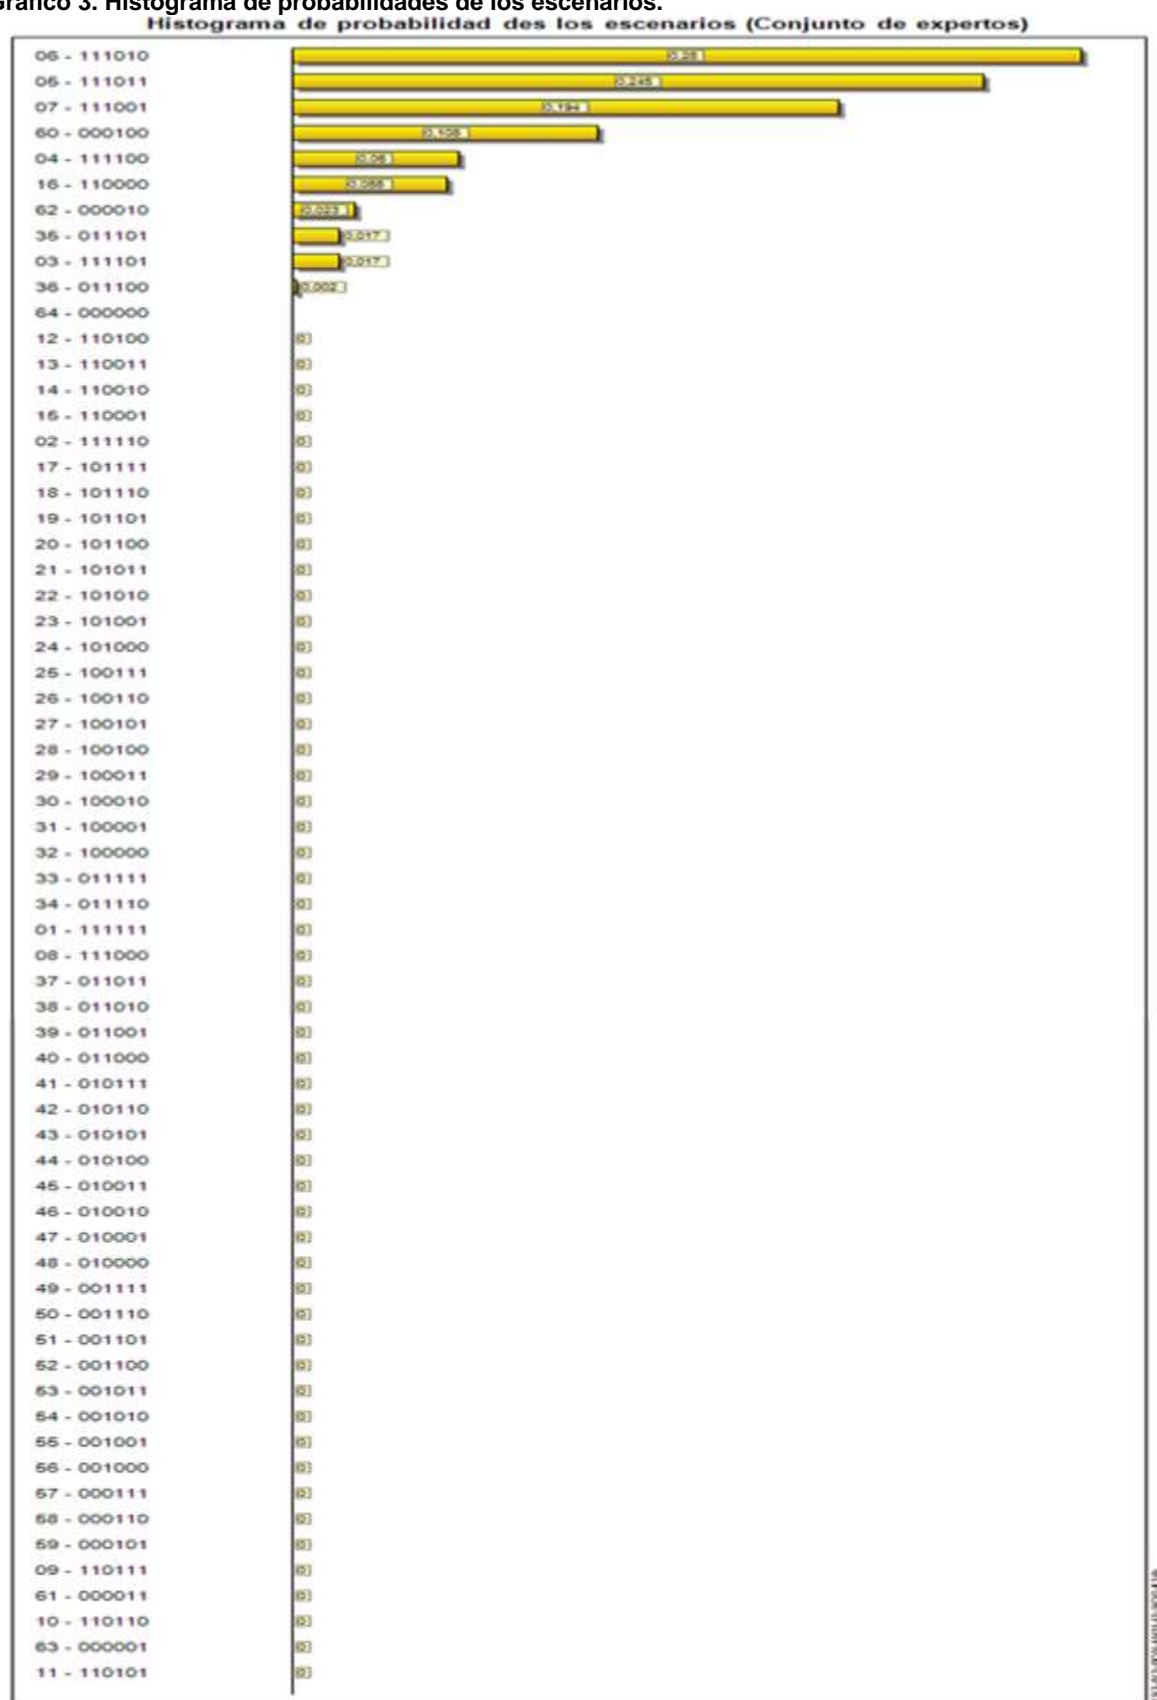 Gráfico 3. Histograma de probabilidades de los escenarios.
Histograma de probabilidad des los escenarios (Conjunto de expertos)
06 - 111010 0,28
05 - 111011 0,245
07 - 111001 0,194
60 - 000100 0,108
04 - 111100 0,06
16 - 110000 0,055
62 - 000010 0,023
35 - 011101 0,017
03 - 111101 0,017
36 - 011100 0,002
64 - 000000
12 - 110100 0
13 - 110011 0
14 - 110010 0
15 - 110001 0
02 - 111110 0
17 - 101111 0
18 - 101110 0
19 - 101101 0
20 - 101100 0
21 - 101011 0
22 - 101010 0
23 - 101001 0
24 - 101000 0
25 - 100111 0
26 - 100110 0
27 - 100101 0
28 - 100100 0
29 - 100011 0
30 - 100010 0
31 - 100001 0
32 - 100000 0
33 - 011111 0
34 - 011110 0
01 - 111111 0
08 - 111000 0
37 - 011011 0
38 - 011010 0
39 - 011001 0
40 - 011000 0
41 - 010111 0
42 - 010110 0
43 - 010101 0
44 - 010100 0
45 - 010011 0
46 - 010010 0
47 - 010001 0
48 - 010000 0
49 - 001111 0
50 - 001110 0
51 - 001101 0
52 - 001100 0
53 - 001011 0
54 - 001010 0
55 - 001001 0
56 - 001000 0
57 - 000111 0
58 - 000110 0
59 - 000101 0
09 - 110111 0
61 - 000011 0
10 - 110110 0
63 - 000001 0
11 - 110101 0